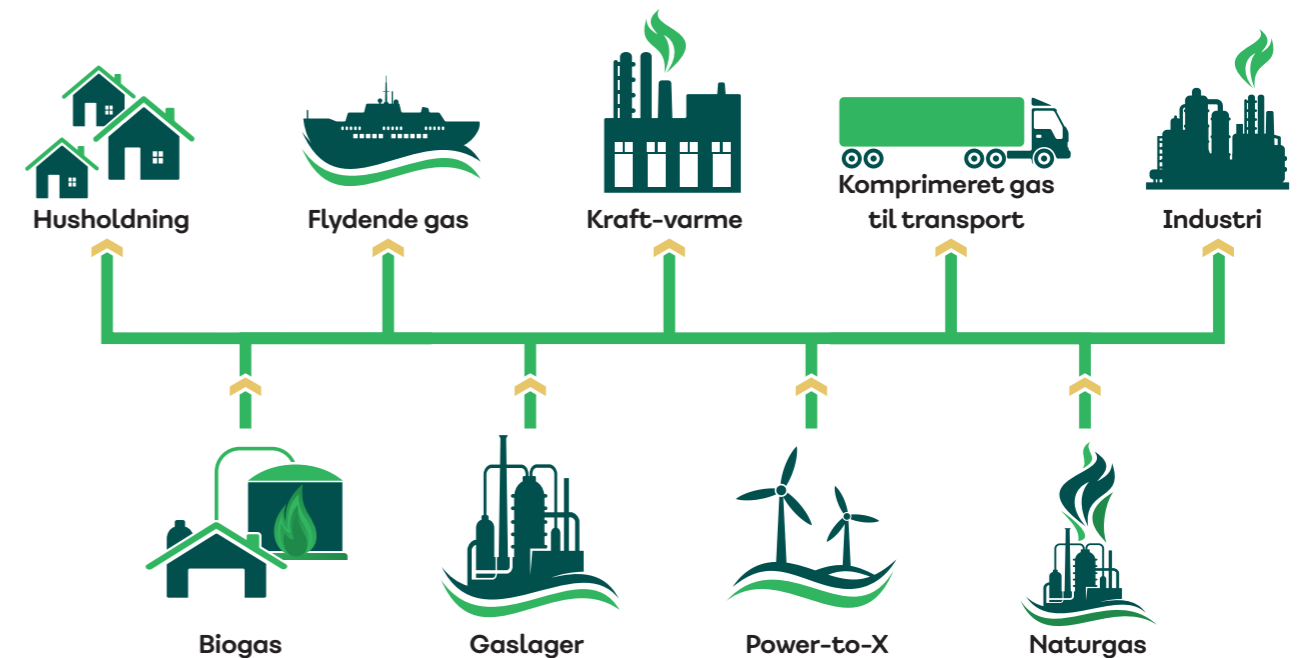 Husholdning
Flydende gas
Kraft-varme
Komprimeret gas
til transport
Industri
Biogas
Gaslager
Power-to-X
Naturgas